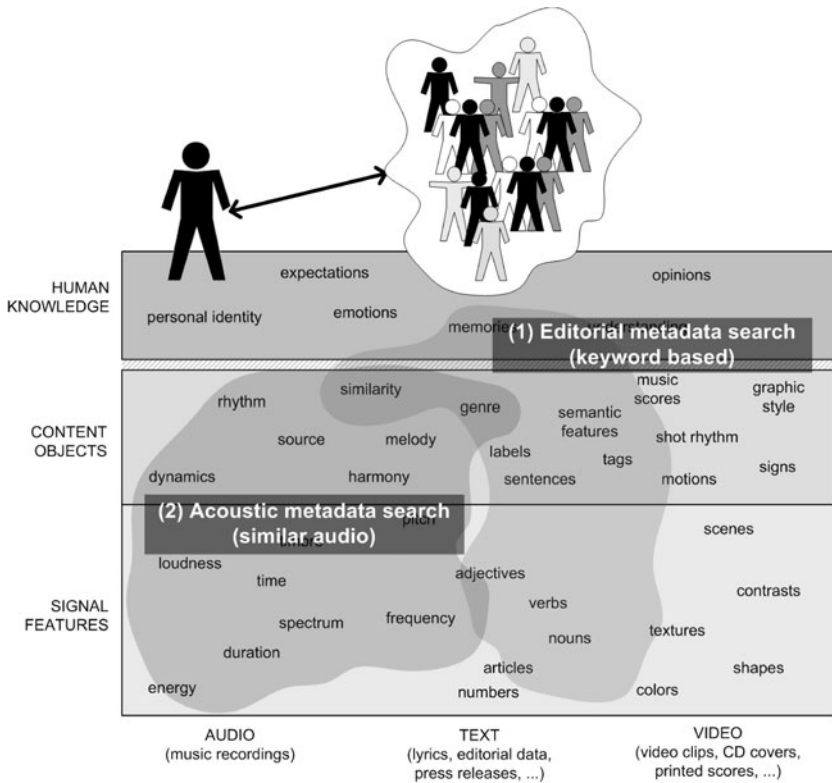 expectations
opinions
HUMAN
KNOWLEDGE
personal identity
emotions
memories
understanding
(1) Editorial metadata search
(keyword based)
similarity
music
scores
graphic
style
rhythm
genre
semantic
features
CONTENT
OBJECTS
source
melody
shot rhythm
labels
tags
signs
dynamics
harmony
sentences
motions
(2) Acoustic metadata search
(similar audio)
pitch
timbre
scenes
loudness
time
adjectives
contrasts
SIGNAL
FEATURES
verbs
spectrum
frequency
nouns
textures
duration
articles
shapes
energy
numbers
colors
AUDIO
(music recordings)
TEXT
(lyrics, editorial data,
press releases, ...)
VIDEO
(video clips, CD covers,
printed scores, ...)